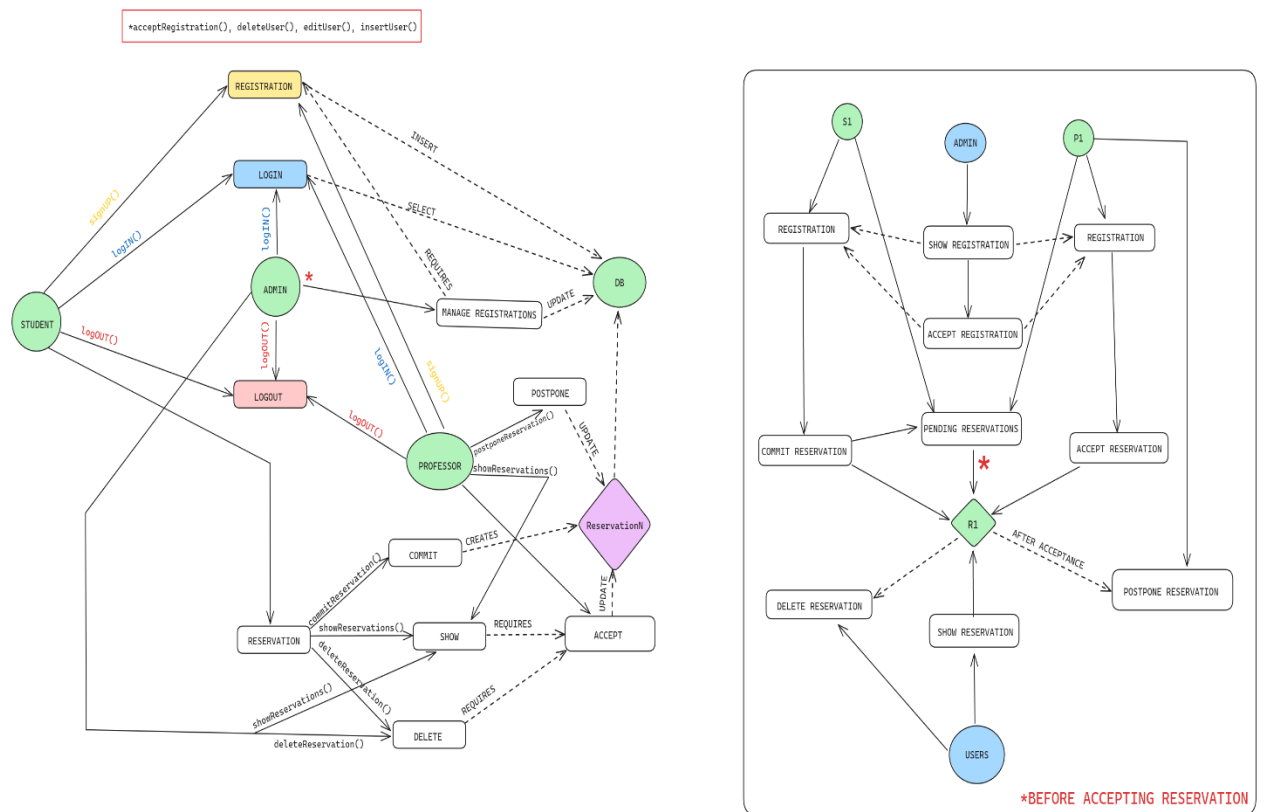 *acceptRegistration(), deleteUser(), editUser(), insertUser()
REGISTRATION
INSERT
LOGIN
SELECT
signUP()
logIN()
logIN()
REQUIRES
ADMIN
*
DB
MANAGE REGISTRATIONS
UPDATE
STUDENT
logOUT()
logOUT()
logIN()
signUP()
LOGOUT
POSTPONE
logOUT()
postponeReservation()
UPDATE
PROFESSOR
showReservations()
ReservationN
COMMIT
CREATES
commitReservation()
UPDATE
RESERVATION
showReservations()
SHOW
REQUIRES
ACCEPT
deleteReservation()
showReservations()
REQUIRES
DELETE
deleteReservation()
S1
ADMIN
P1
REGISTRATION
SHOW REGISTRATION
REGISTRATION
ACCEPT REGISTRATION
PENDING RESERVATIONS
COMMIT RESERVATION
ACCEPT RESERVATION
*
R1
AFTER ACCEPTANCE
DELETE RESERVATION
POSTPONE RESERVATION
SHOW RESERVATION
USERS
*BEFORE ACCEPTING RESERVATION